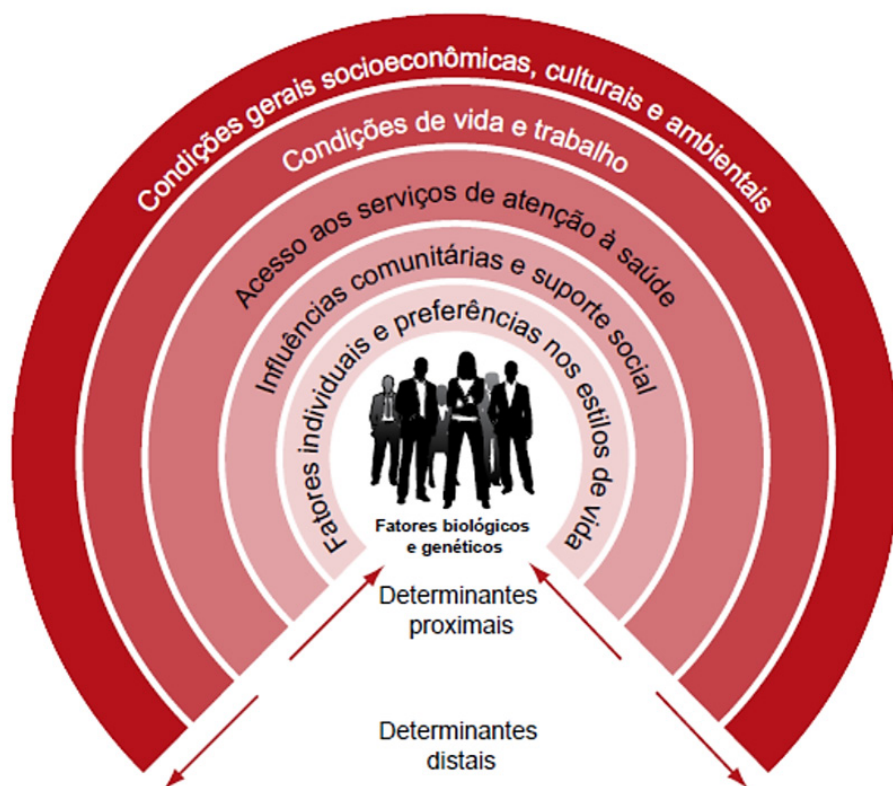 Condições gerais socioeconômicas, culturais e ambientais
Condições de vida e trabalho
Acesso aos serviços de atenção à saúde
Influências comunitárias e suporte social
Fatores individuais e preferências nos estilos de vida
Fatores biológicos
e genéticos
Determinantes
proximais
Determinantes
distais